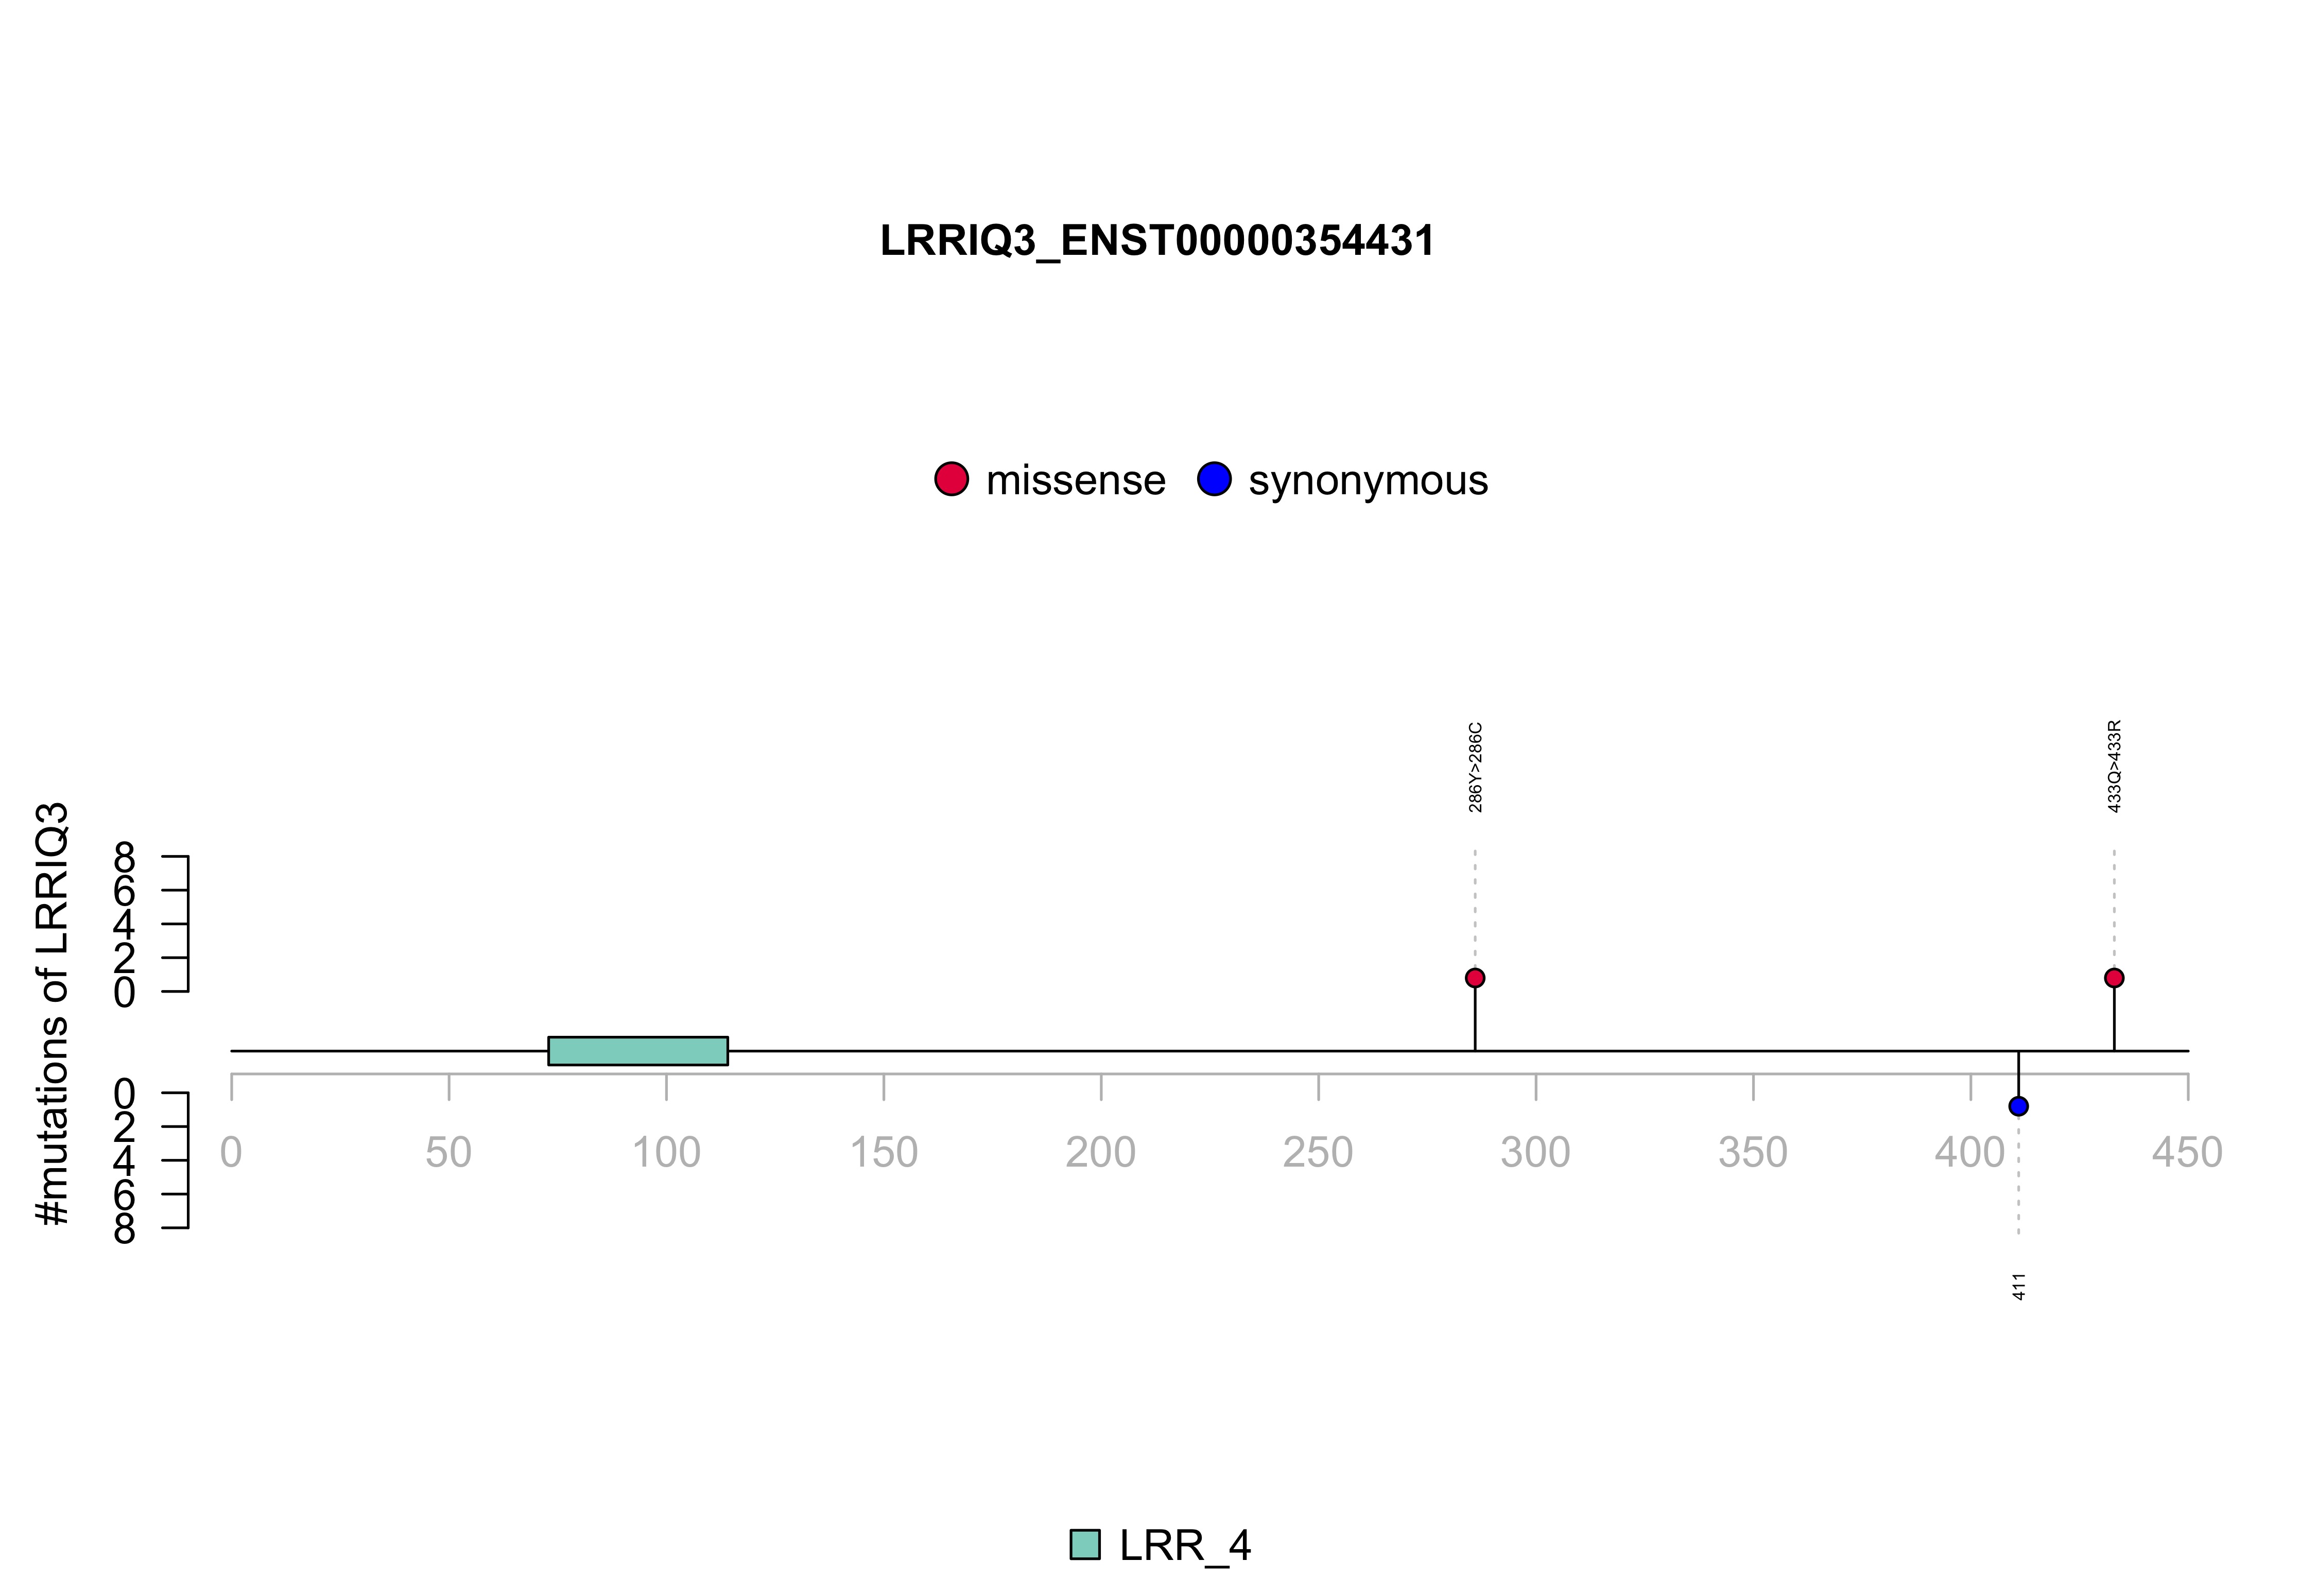 LRRIQ3_ENST00000354431
missense
synonymous
286Y>286C
433Q>433R
#mutations of LRRIQ3
8
6
4
2
0
0
2
4
6
8
0 50 100 150 200 250 300 350 400 450
411
LRR_4